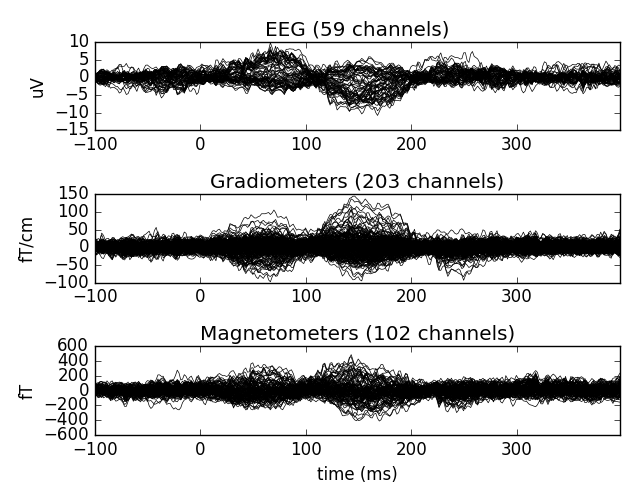 EEG (59 channels)
10
5
0
−5
−10
−15
uV
−100 0 100 200 300
Gradiometers (203 channels)
150
100
50
0
−50
−100
fT/cm
−100 0 100 200 300
Magnetometers (102 channels)
600
400
200
0
−200
−400
−600
fT
−100 0 100 200 300
time (ms)